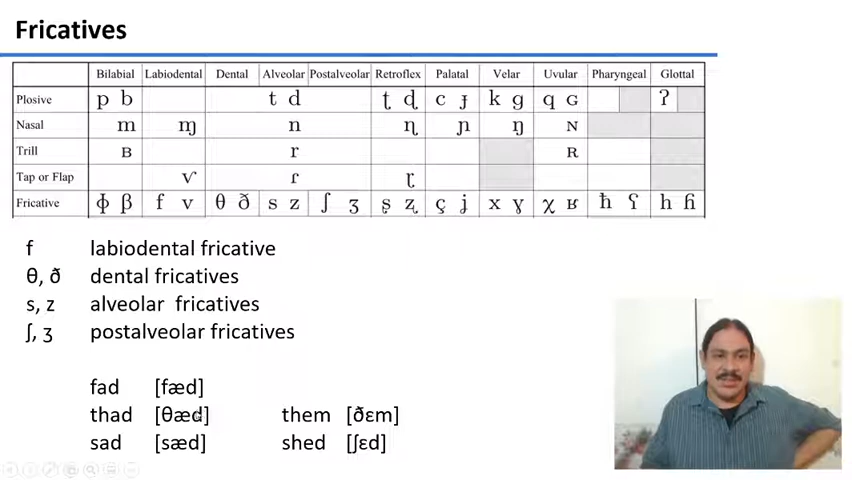 Fricatives
Bilabial Labiodental Dental Alveolar Postalveolar Retroflex Palatal Velar Uvular Pharyngeal Glottal
Plosive p b t d ʈ ɖ c ɟ k ɡ q ɢ ʔ
Nasal m ɱ n ɳ ɲ ŋ ɴ
Trill ʙ r ʀ
Tap or Flap ⱱ ɾ ɽ
Fricative ɸ β f v θ ð s z ʃ ʒ ʂ ʐ ç ʝ x ɣ χ ʁ ħ ʕ h ɦ
f labiodental fricative
θ, ð dental fricatives
s, z alveolar fricatives
ʃ, ʒ postalveolar fricatives
fad [fæd]
thad [θæd] them [ðɛm]
sad [sæd] shed [ʃɛd]